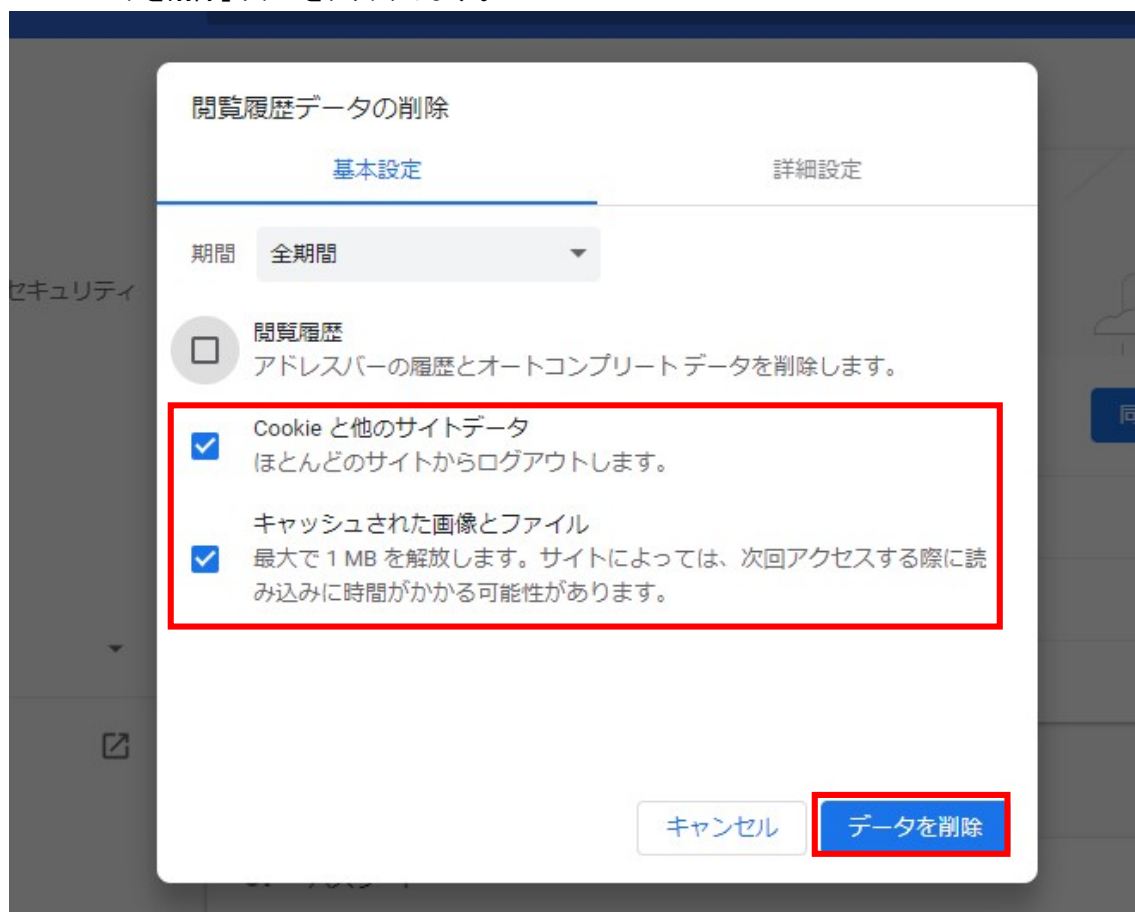 閲覧履歴データの削除
基本設定
詳細設定
期間
全期間
セキュリティ
閲覧履歴
アドレスバーの履歴とオートコンプリート データを削除します。
Cookie と他のサイトデータ
ほとんどのサイトからログアウトします。
キャッシュされた画像とファイル
最大で 1 MB を解放します。サイトによっては、次回アクセスする際に読
み込みに時間がかかる可能性があります。
キャンセル
データを削除